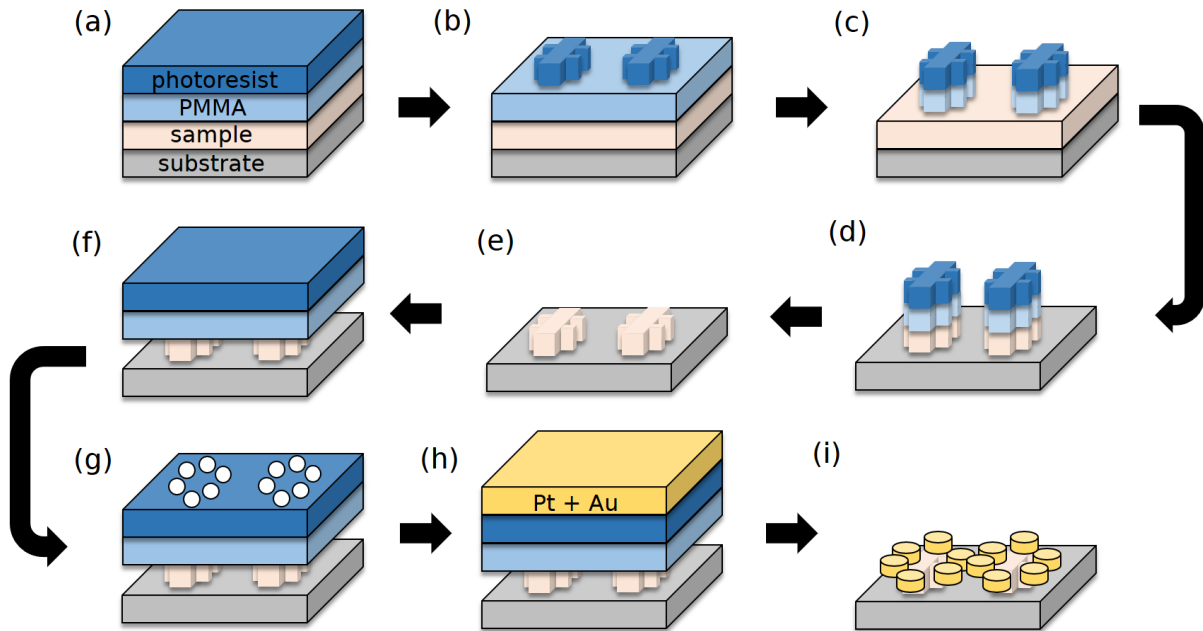 (a)
(b)
(c)
photoresist
PMMA
sample
substrate
(f)
(e)
(d)
(g)
(h)
(i)
Pt + Au